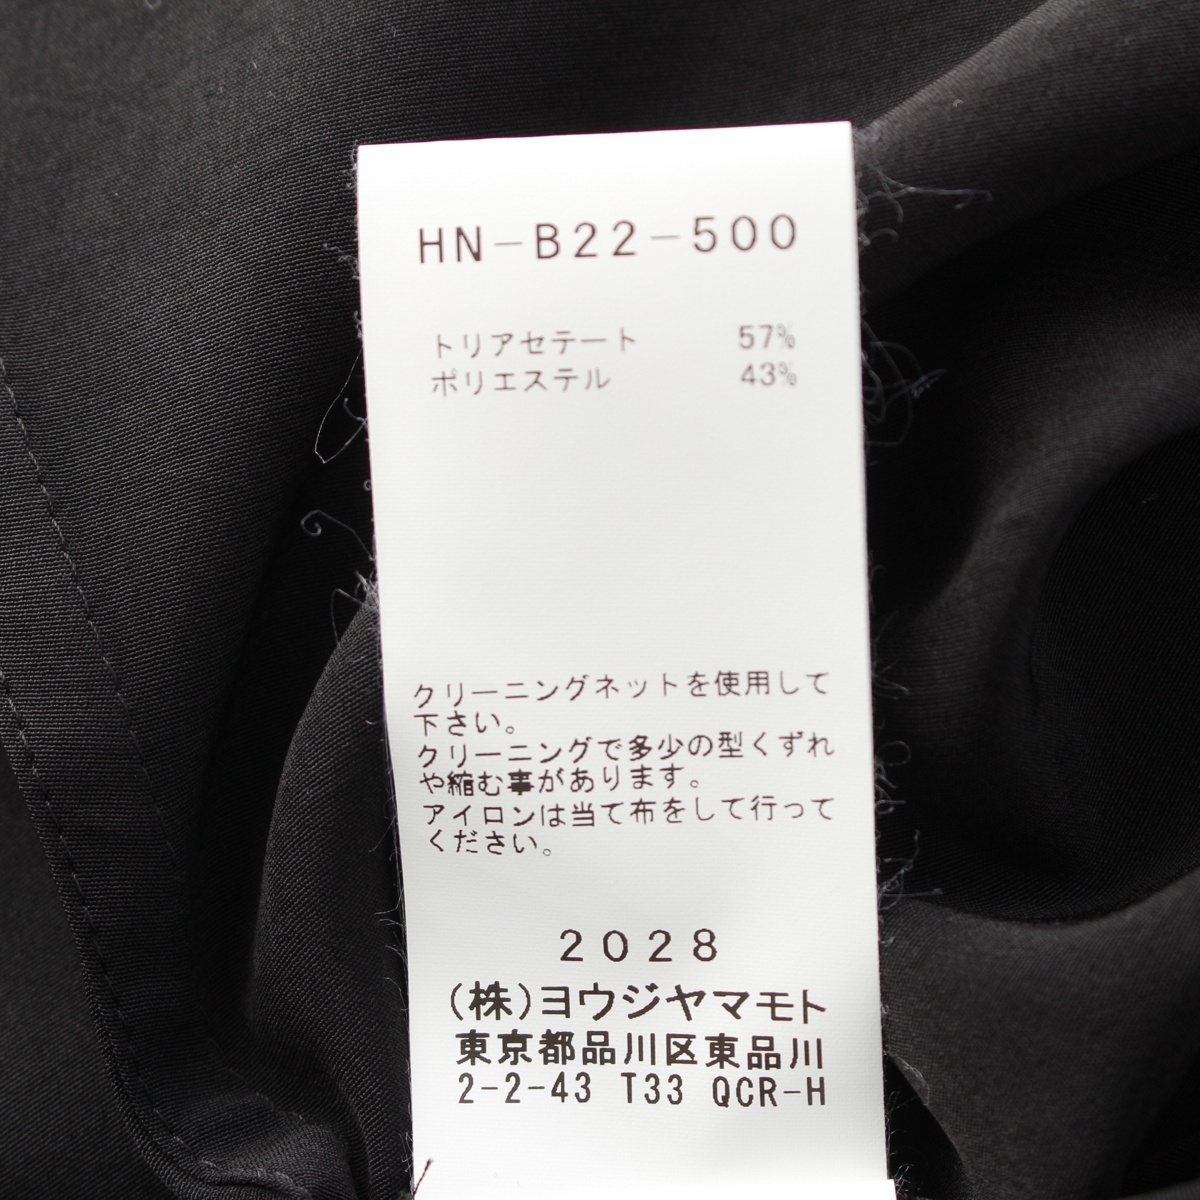 HN-B22-500
トリアセテート 57%
ポリエステル 43%
クリーニングネットを使用して
下さい。
クリーニングで多少の型くずれ
や縮む事があります。
アイロンは当て布をして行って
ください。
2028
(株)ヨウジヤマモト
東京都品川区東品川
2-2-43 T33 QCR-H